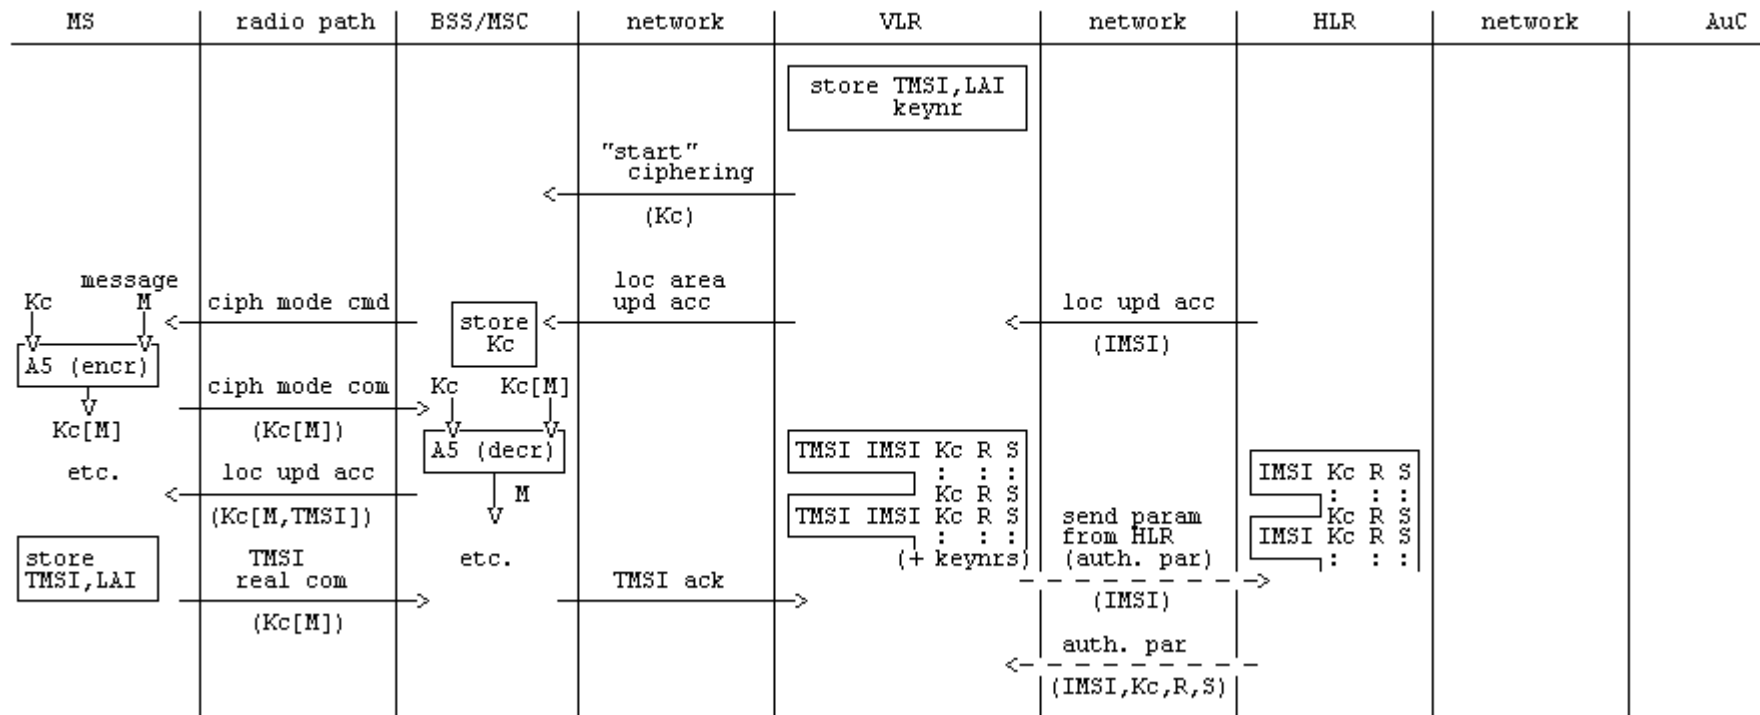 MS radio path BSS/MSC network VLR network HLR network AuC
store TMSI,LAI
keynr
"start"
ciphering
(Kc)
message
loc area
Kc M ciph mode cmd upd acc loc upd acc
store
Kc
(IMSI)
A5 (encr)
ciph mode com Kc Kc[M]
Kc[M] (Kc[M])
A5 (decr) TMSI IMSI Kc R S
etc. loc upd acc IMSI Kc R S
: : : : : :
M Kc R S
(Kc[M,TMSI]) TMSI IMSI Kc R S send param Kc R S
: : : from HLR IMSI Kc R S
store TMSI etc. (+ keynrs) (auth. par) : : :
TMSI,LAI real com TMSI ack
(IMSI)
(Kc[M])
auth. par
(IMSI,Kc,R,S)